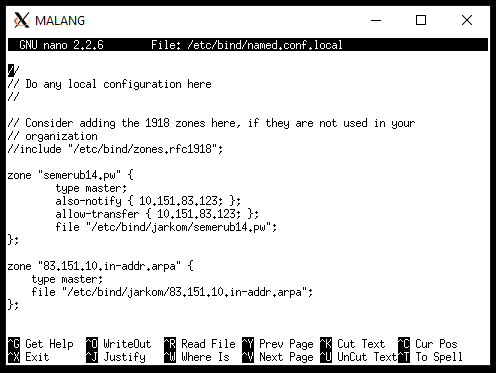 MALANG
GNU nano 2.2.6 File: /etc/bind/named.conf.local
//
// Do any local configuration here
//
// Consider adding the 1918 zones here, if they are not used in your
// organization
//include "/etc/bind/zones.rfc1918";
zone "semerub14.pw" {
type master;
also-notify { 10.151.83.123; };
allow-transfer { 10.151.83.123; };
file "/etc/bind/jarkom/semerub14.pw";
};
zone "83.151.10.in-addr.arpa" {
type master;
file "/etc/bind/jarkom/83.151.10.in-addr.arpa";
};
^G Get Help ^O WriteOut ^R Read File ^Y Prev Page ^K Cut Text ^C Cur Pos
^X Exit ^J Justify ^W Where Is ^V Next Page ^U UnCut Text ^T To Spell